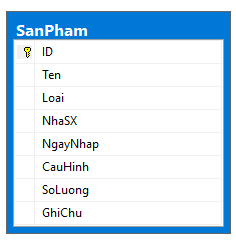 SanPham
ID
Ten
Loai
NhaSX
NgayNhap
CauHinh
SoLuong
GhiChu